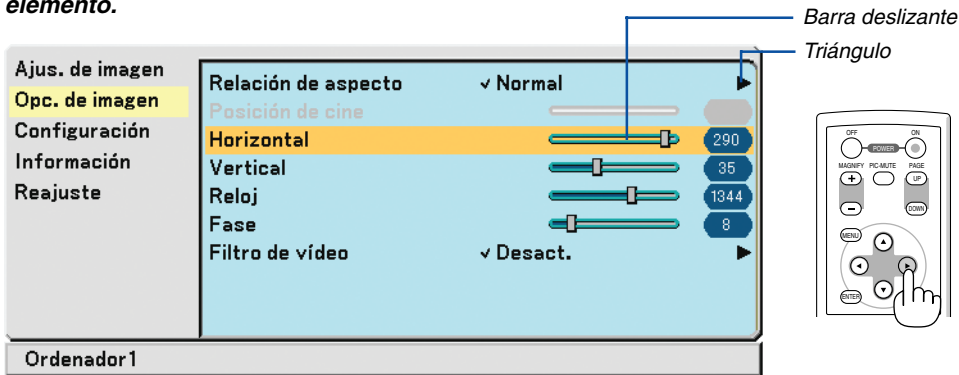 elemento.
Barra deslizante
Triángulo
Ajus. de imagen
Opc. de imagen
Configuración
Información
Reajuste
Relación de aspecto ✓ Normal
Posición de cine
Horizontal 290
Vertical 35
Reloj 1344
Fase 8
Filtro de vídeo ✓ Desact.
Ordenador1
OFF ON
POWER
MAGNIFY PIC-MUTE PAGE
+ UP
− DOWN
MENU
ENTER